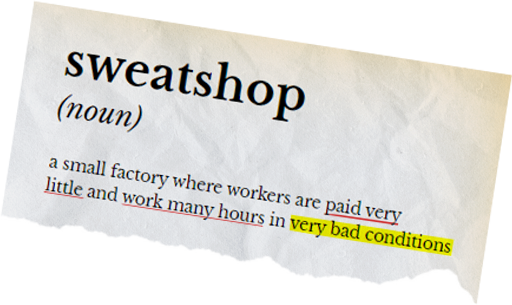 sweatshop
(noun)
a small factory where workers are paid very
little and work many hours in very bad conditions